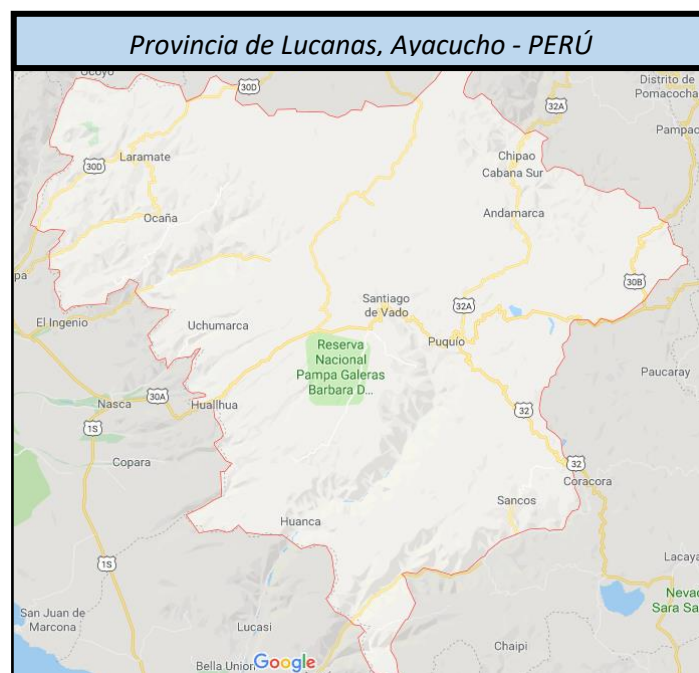 Provincia de Lucanas, Ayacucho - PERÚ
Ocoyo
30D
32A
Distrito de
Pomacocha
Pampac
30D
Laramate
Chipao
Cabana Sur
Ocaña
Andamarca
pa
30B
Santiago
de Vado
32A
El Ingenio
Uchumarca
Puquio
Reserva
Nacional
Pampa Galeras
Barbara D...
Paucaray
Nasca
30A
Huallhua
32
1S
Copara
32
Coracora
Sancos
Huanca
1S
Lacaya
Nevac
Sara Sa
San Juan de
Marcona
Lucasi
Chaipi
Bella Union
Google